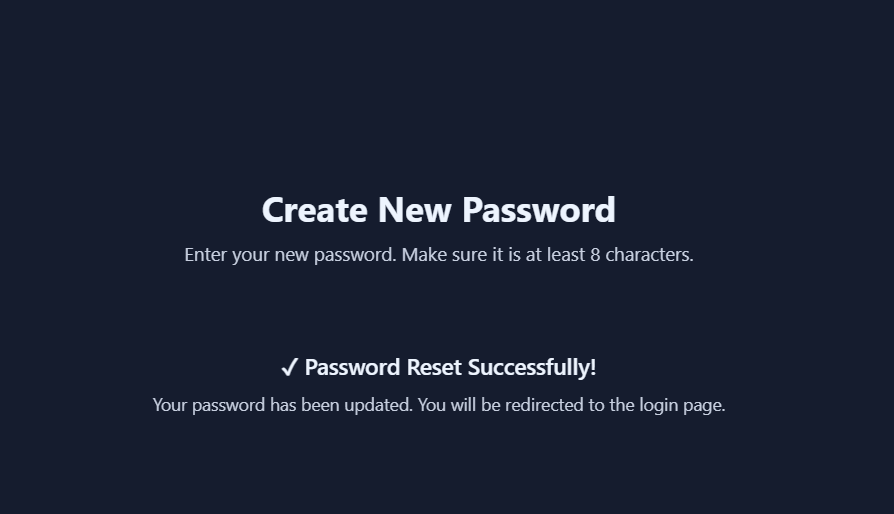 Create New Password
Enter your new password. Make sure it is at least 8 characters.
✓ Password Reset Successfully!
Your password has been updated. You will be redirected to the login page.